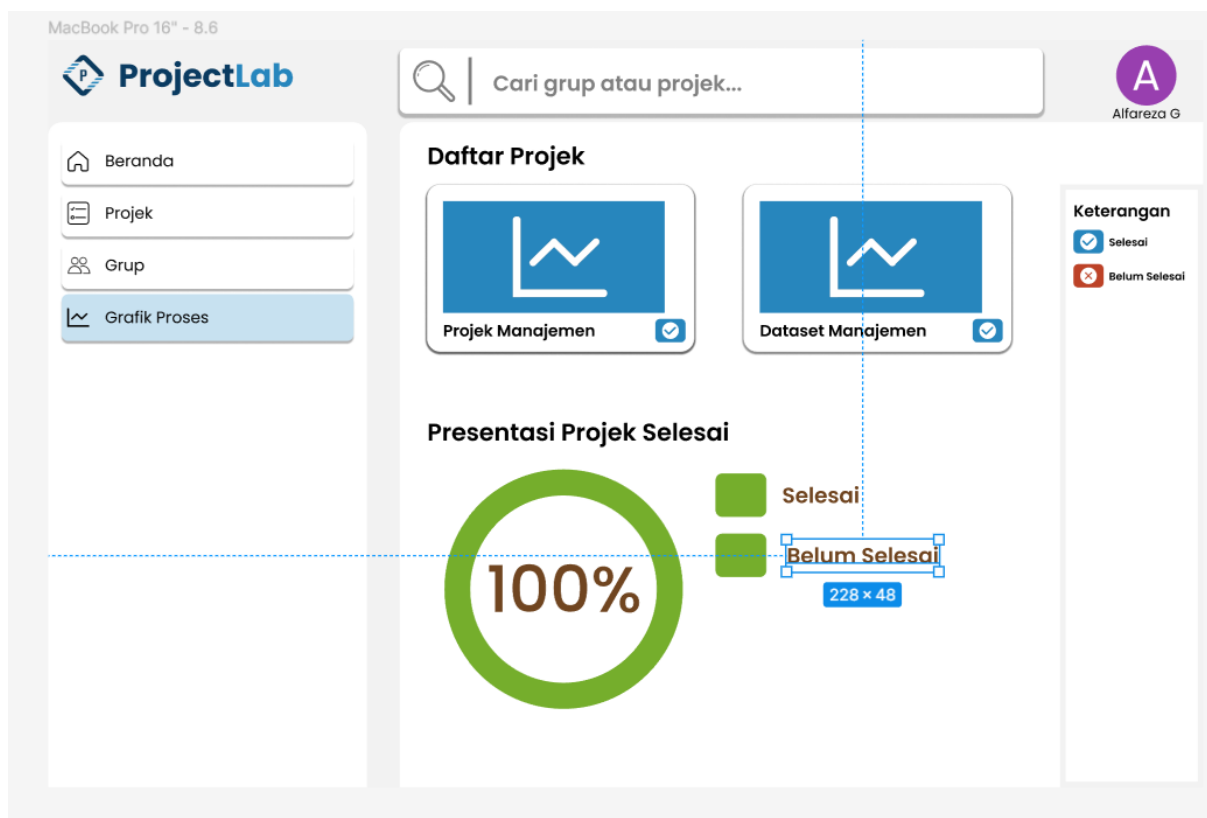 MacBook Pro 16" - 8.6
P ProjectLab
Cari grup atau projek...
A
Alfareza G
Beranda
Projek
Grup
Grafik Proses
Daftar Projek
Projek Manajemen
Dataset Manajemen
Keterangan
Selesai
Belum Selesai
Presentasi Projek Selesai
100%
Selesai
Belum Selesai
228 × 48